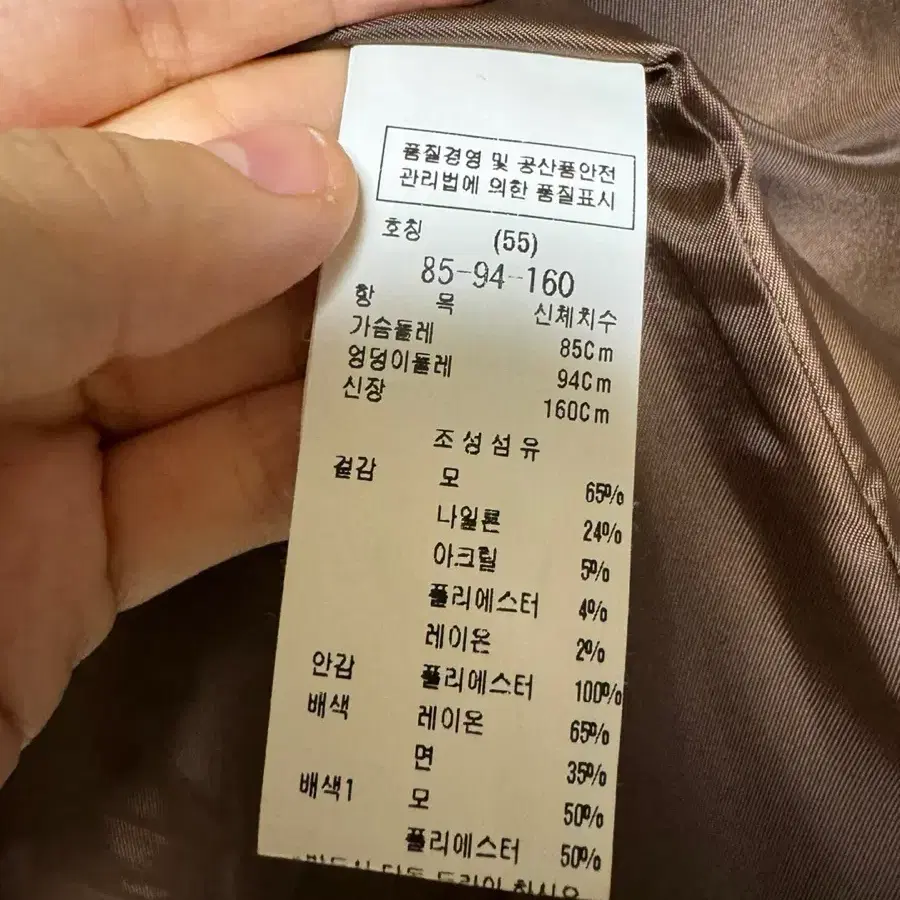 품질경영 및 공산품안전
관리법에 의한 품질표시
호칭 (55)
85-94-160
항 목 신체치수
가슴둘레 85Cm
엉덩이둘레 94Cm
신장 160Cm
조성섬유
겉감 모 65%
나일론 24%
아크릴 5%
폴리에스터 4%
레이온 2%
안감 폴리에스터 100%
배색 레이온 65%
면 35%
배색1 모 50%
폴리에스터 50%